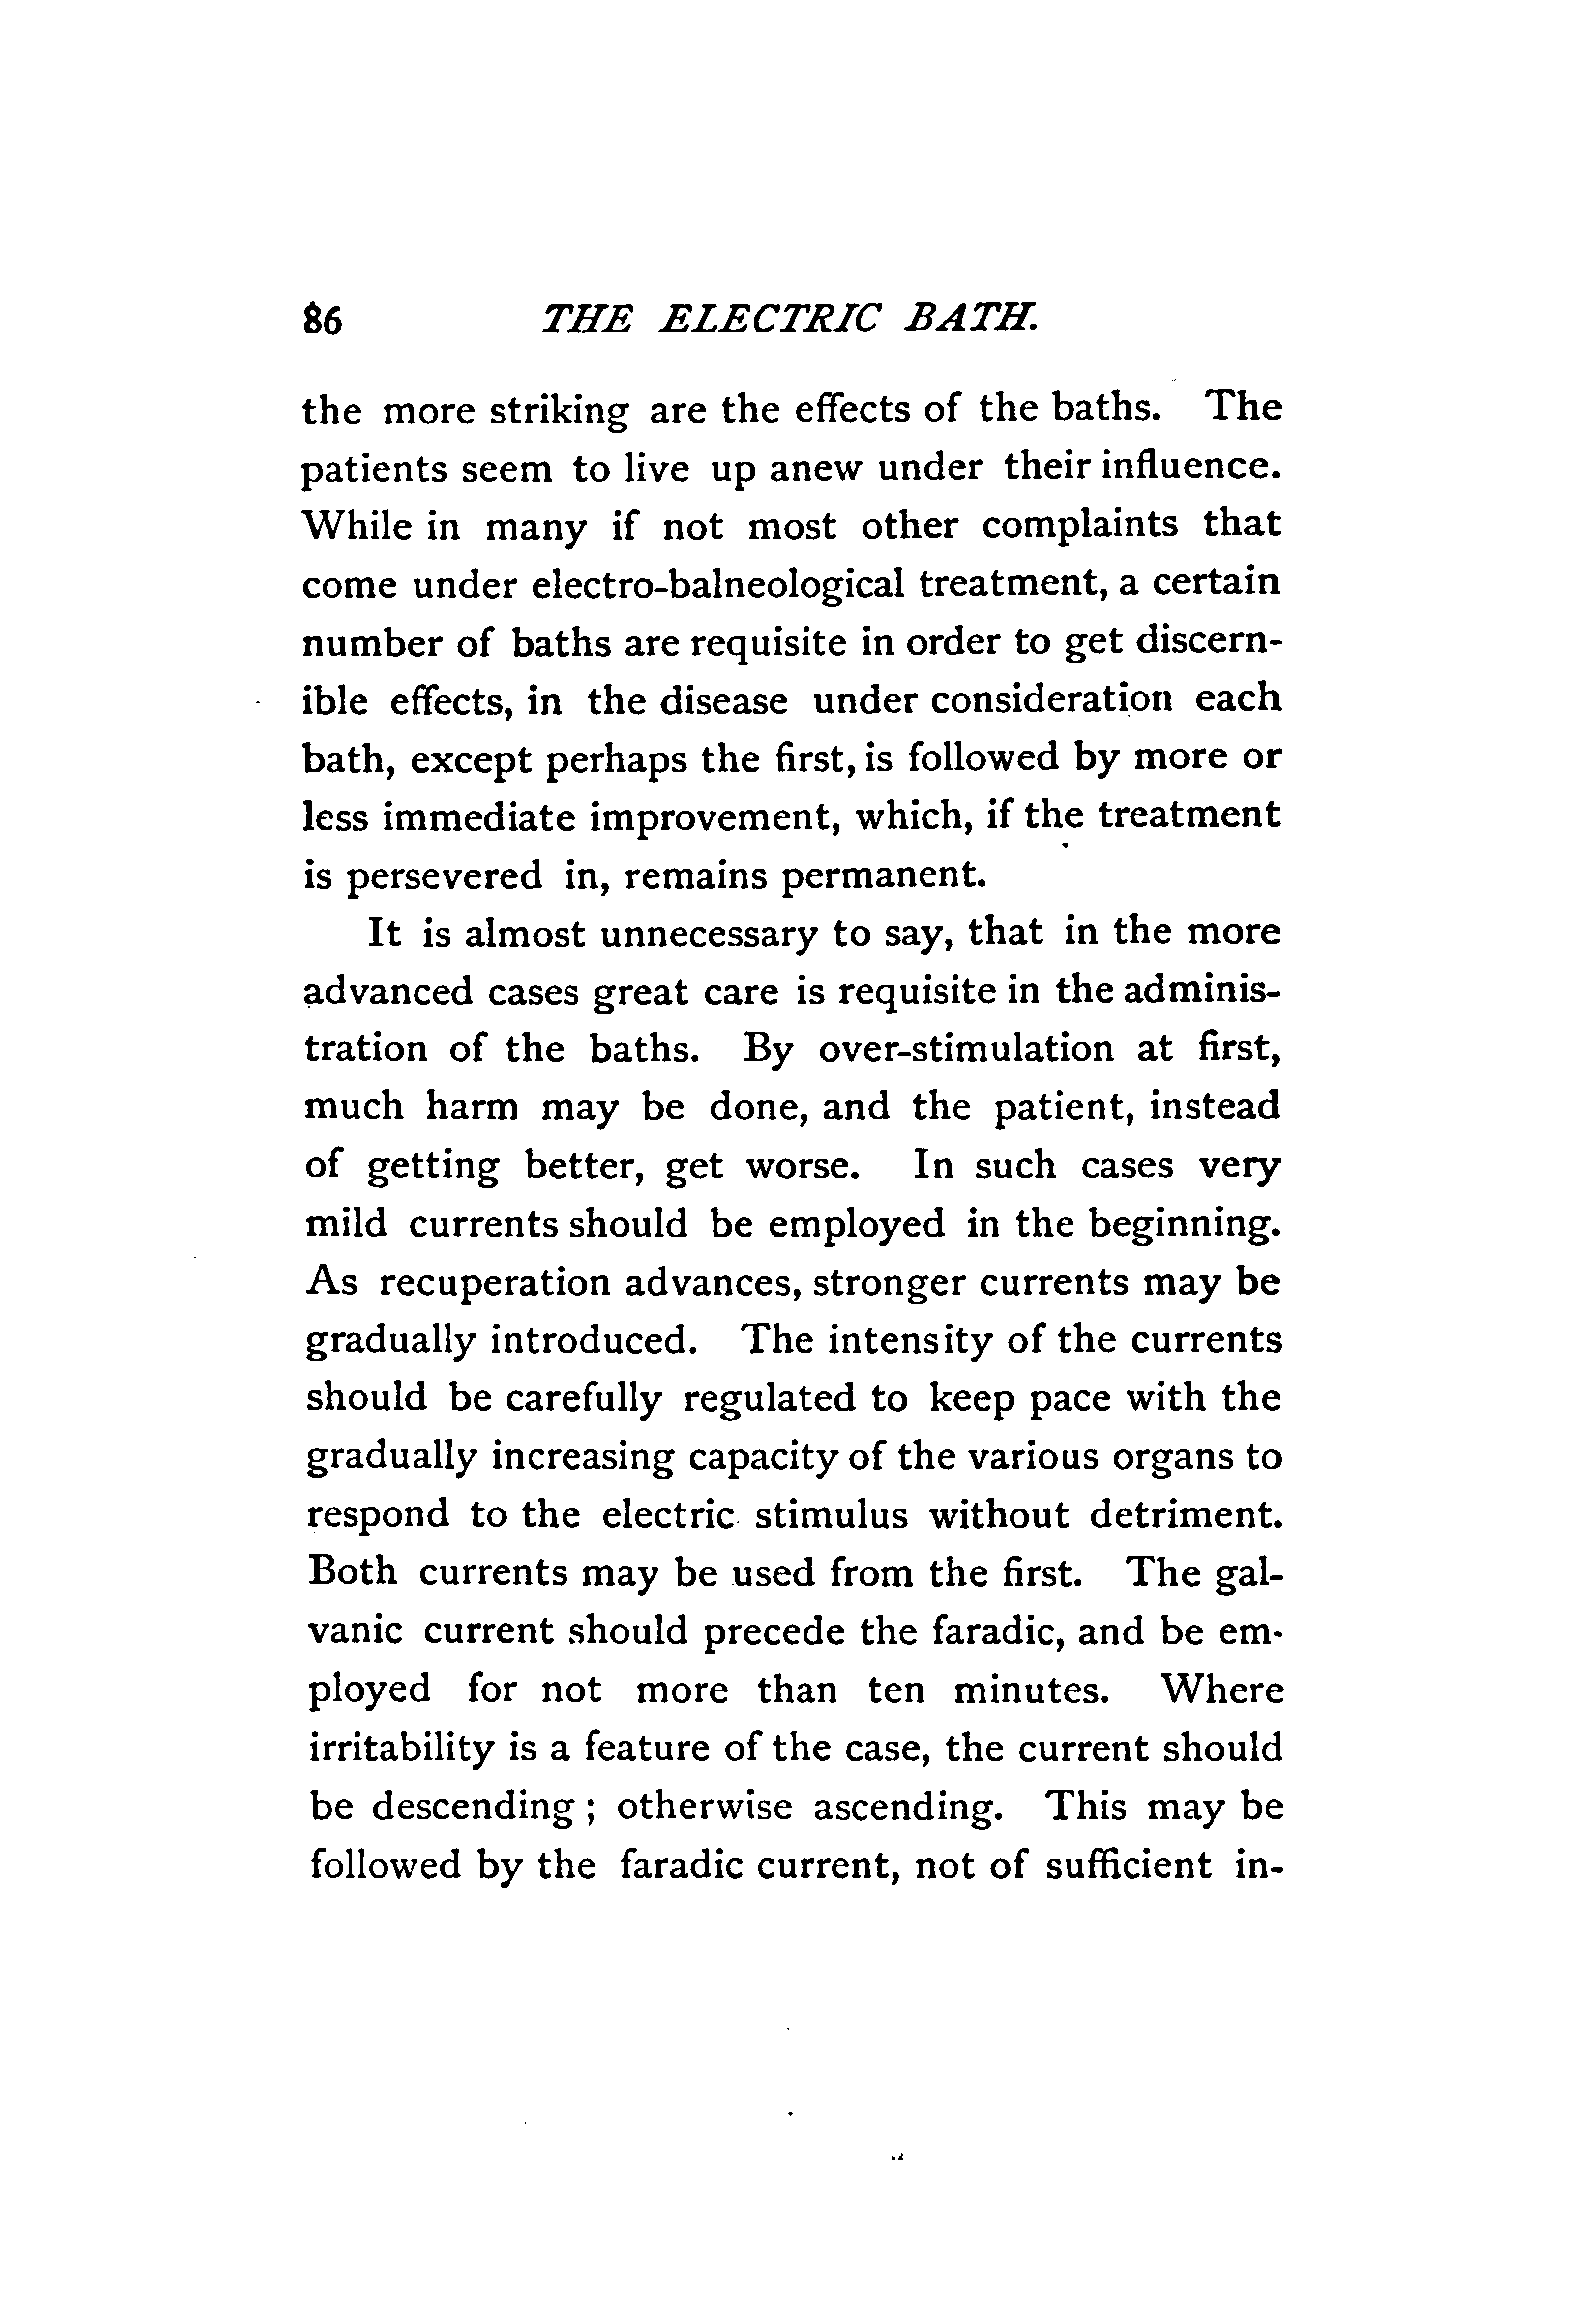 86 THE ELECTRIC BATH.
the more striking are the effects of the baths. The
patients seem to live up anew under their influence.
While in many if not most other complaints that
come under electro-balneological treatment, a certain
number of baths are requisite in order to get discern-
ible effects, in the disease under consideration each
bath, except perhaps the first, is followed by more or
less immediate improvement, which, if the treatment
is persevered in, remains permanent.
It is almost unnecessary to say, that in the more
advanced cases great care is requisite in the adminis-
tration of the baths. By over-stimulation at first,
much harm may be done, and the patient, instead
of getting better, get worse. In such cases very
mild currents should be employed in the beginning.
As recuperation advances, stronger currents may be
gradually introduced. The intensity of the currents
should be carefully regulated to keep pace with the
gradually increasing capacity of the various organs to
respond to the electric stimulus without detriment.
Both currents may be used from the first. The gal-
vanic current should precede the faradic, and be em-
ployed for not more than ten minutes. Where
irritability is a feature of the case, the current should
be descending ; otherwise ascending. This may be
followed by the faradic current, not of sufficient in-